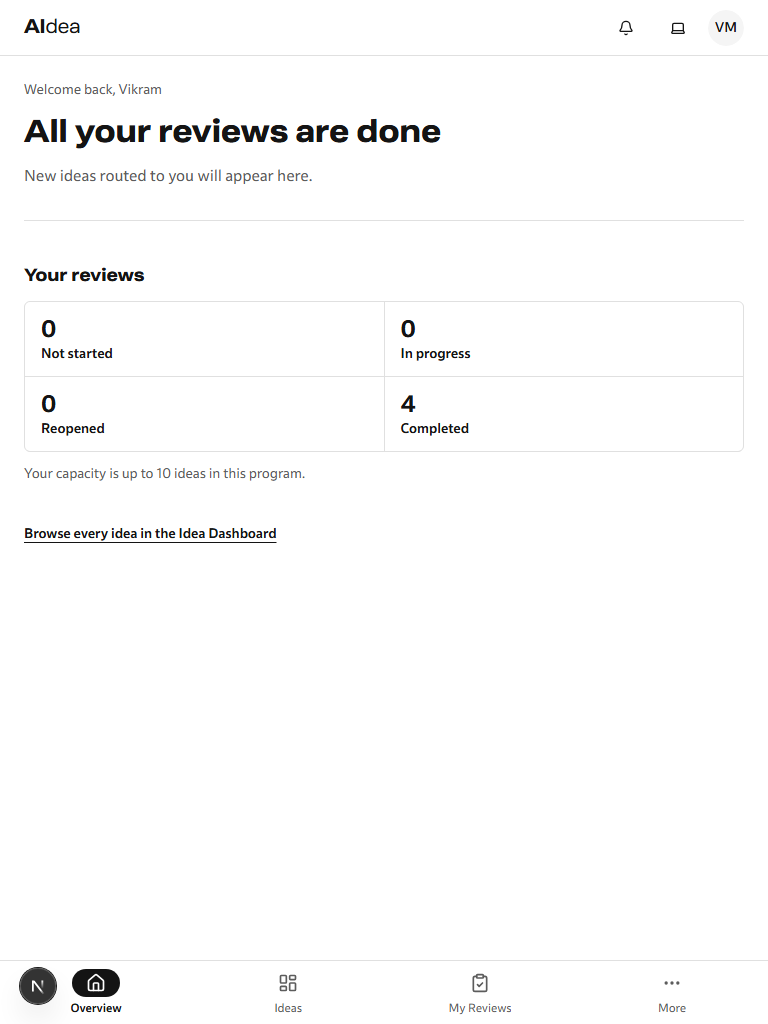 AIdea
VM
Welcome back, Vikram
All your reviews are done
New ideas routed to you will appear here.
Your reviews
0
Not started
0
In progress
0
Reopened
4
Completed
Your capacity is up to 10 ideas in this program.
Browse every idea in the Idea Dashboard
N
Overview
Ideas
My Reviews
More